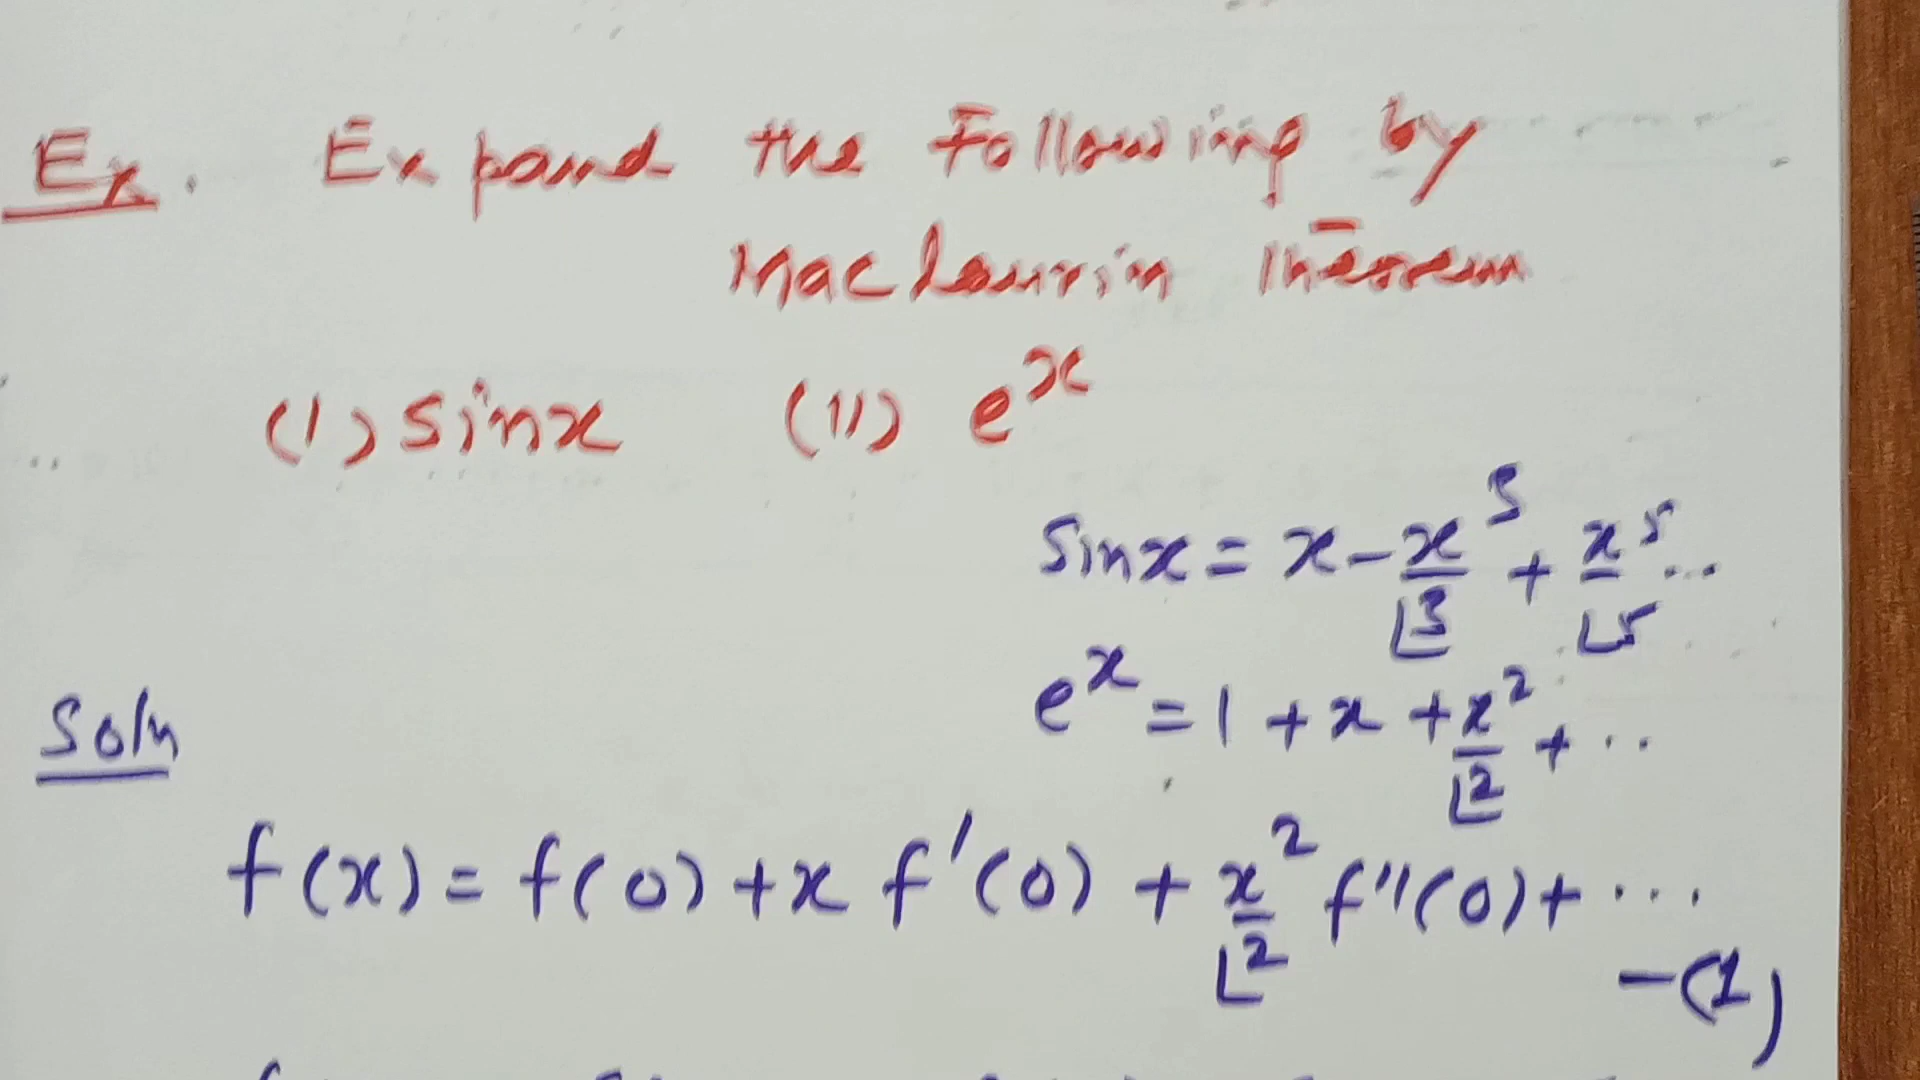 Ex. Expand the Following by
MacLaurin Theorem
(I) sinx (II) e^x
Sinx = x - x^3/⌊3 + x^5/⌊5 ...
e^x = 1 + x + x^2/⌊2 + ..
Soln
f(x) = f(0) + x f'(0) + x^2/⌊2 f''(0) + ...
-(1)